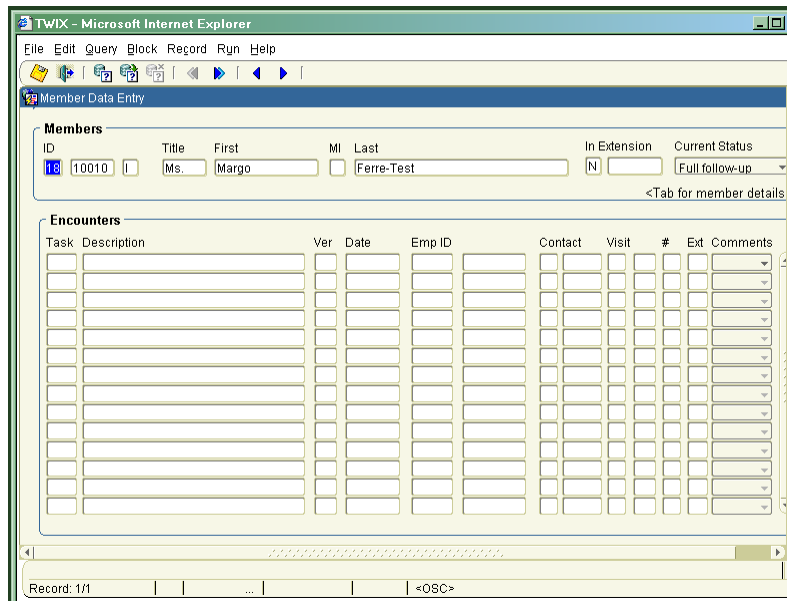 TWIX - Microsoft Internet Explorer
File Edit Query Block Record Run Help
Member Data Entry
Members
ID Title First MI Last In Extension Current Status
18 10010 I Ms. Margo Ferre-Test N Full follow-up
<Tab for member details
Encounters
Task Description Ver Date Emp ID Contact Visit # Ext Comments
Record: 1/1 ... <OSC>